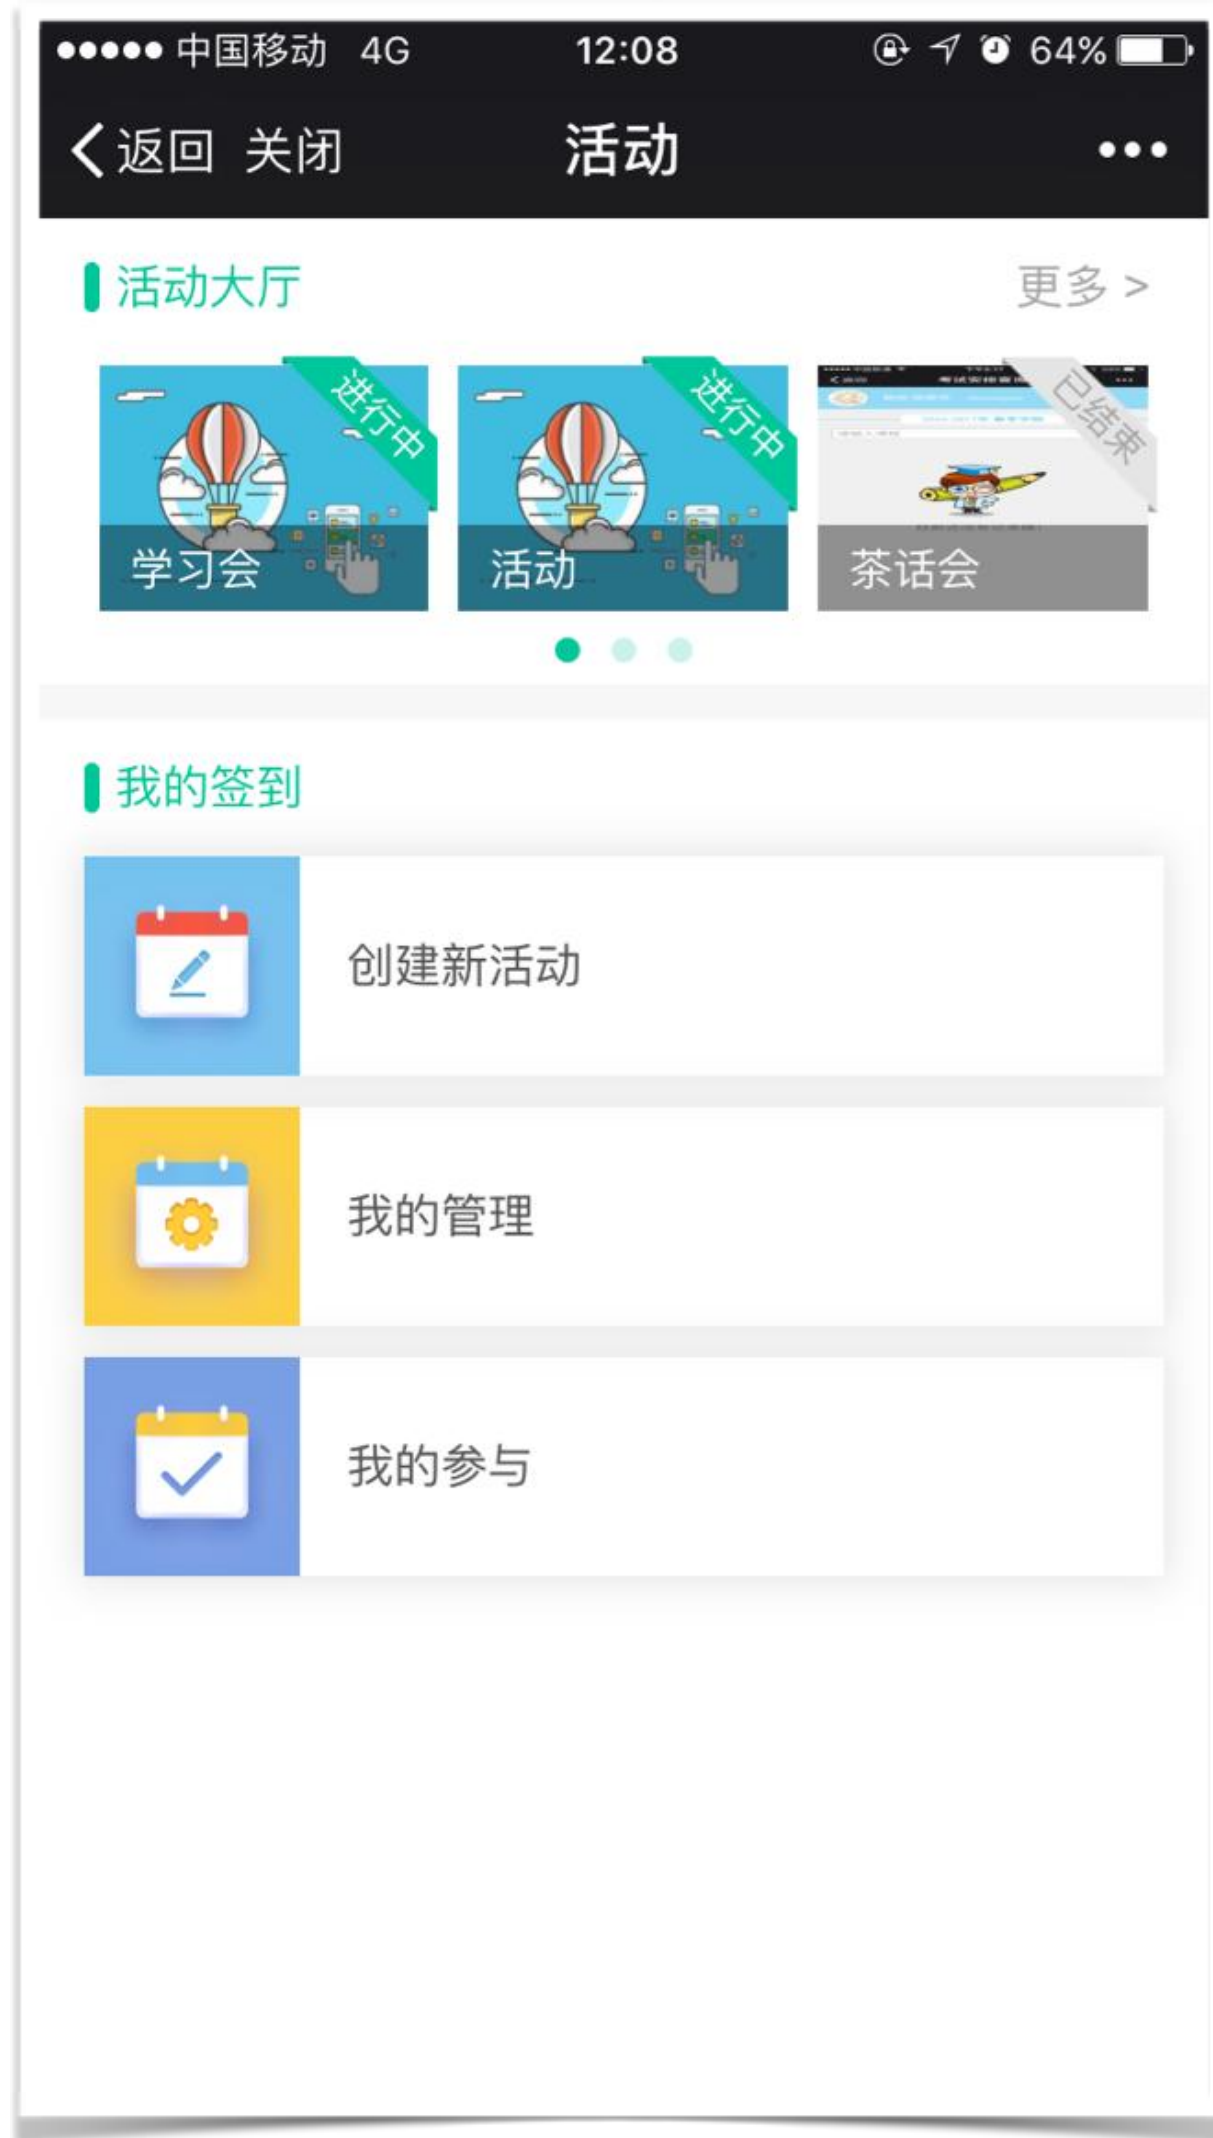 中国移动 4G 12:08 64%
返回 关闭 活动
活动大厅 更多 >
进行中 进行中 已结束
学习会 活动 茶话会
我的签到
创建新活动
我的管理
我的参与